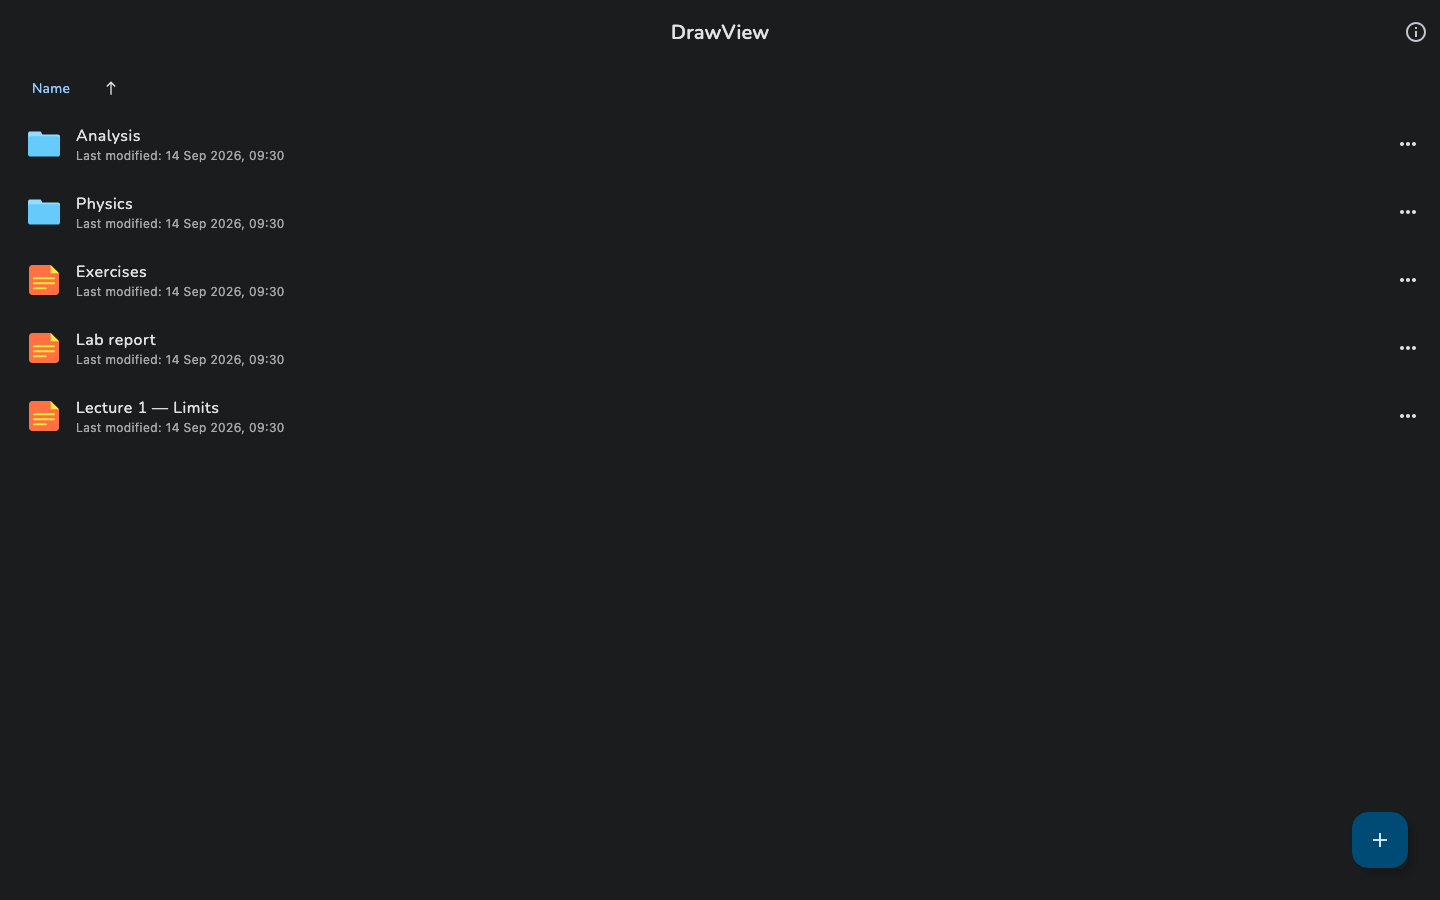 DrawView
Name
Analysis
Last modified: 14 Sep 2026, 09:30
Physics
Last modified: 14 Sep 2026, 09:30
Exercises
Last modified: 14 Sep 2026, 09:30
Lab report
Last modified: 14 Sep 2026, 09:30
Lecture 1 — Limits
Last modified: 14 Sep 2026, 09:30